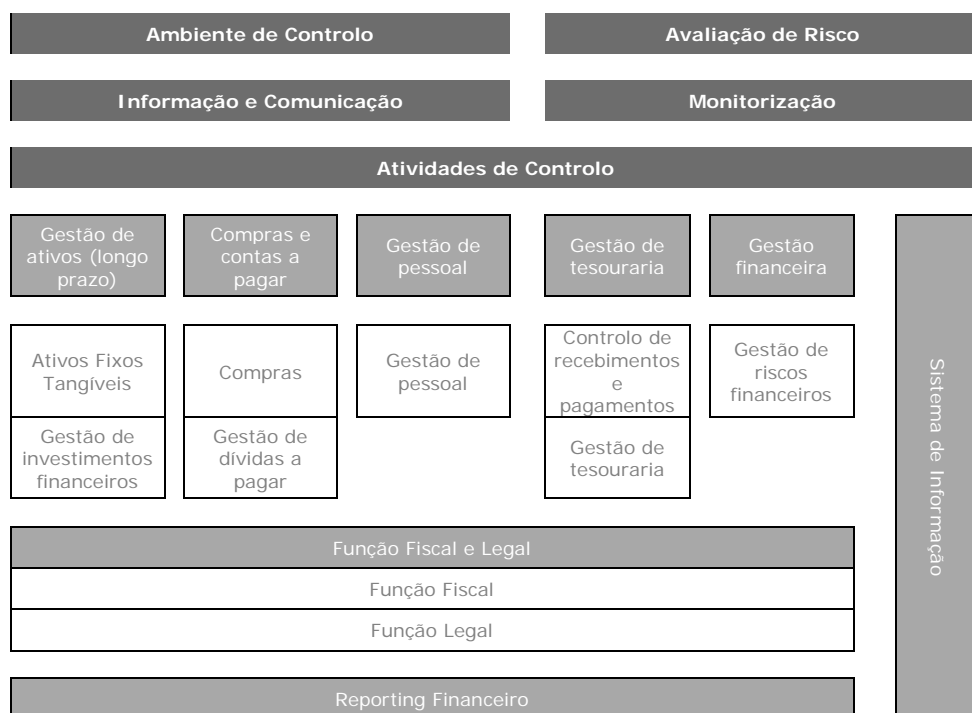 Ambiente de Controlo
Avaliação de Risco
Informação e Comunicação
Monitorização
Atividades de Controlo
Gestão de
ativos (longo
prazo)
Compras e
contas a
pagar
Gestão de
pessoal
Gestão de
tesouraria
Gestão
financeira
Ativos Fixos
Tangíveis
Compras
Gestão de
pessoal
Controlo de
recebimentos
e
pagamentos
Gestão de
riscos
financeiros
Gestão de
investimentos
financeiros
Gestão de
dívidas a
pagar
Gestão de
tesouraria
Sistema de Informação
Função Fiscal e Legal
Função Fiscal
Função Legal
Reporting Financeiro